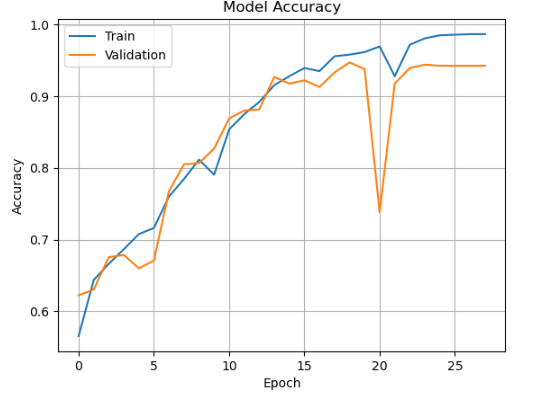 Model Accuracy
Train
Validation
1.0
0.9
0.8
0.7
0.6
Accuracy
0 5 10 15 20 25
Epoch